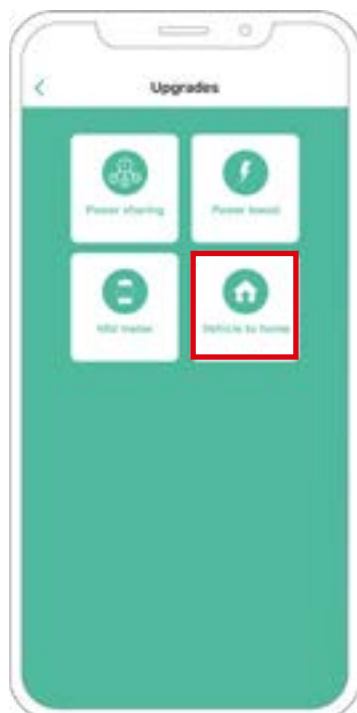 Upgrades
Power sharing
Power boost
MID meter
Vehicle to home